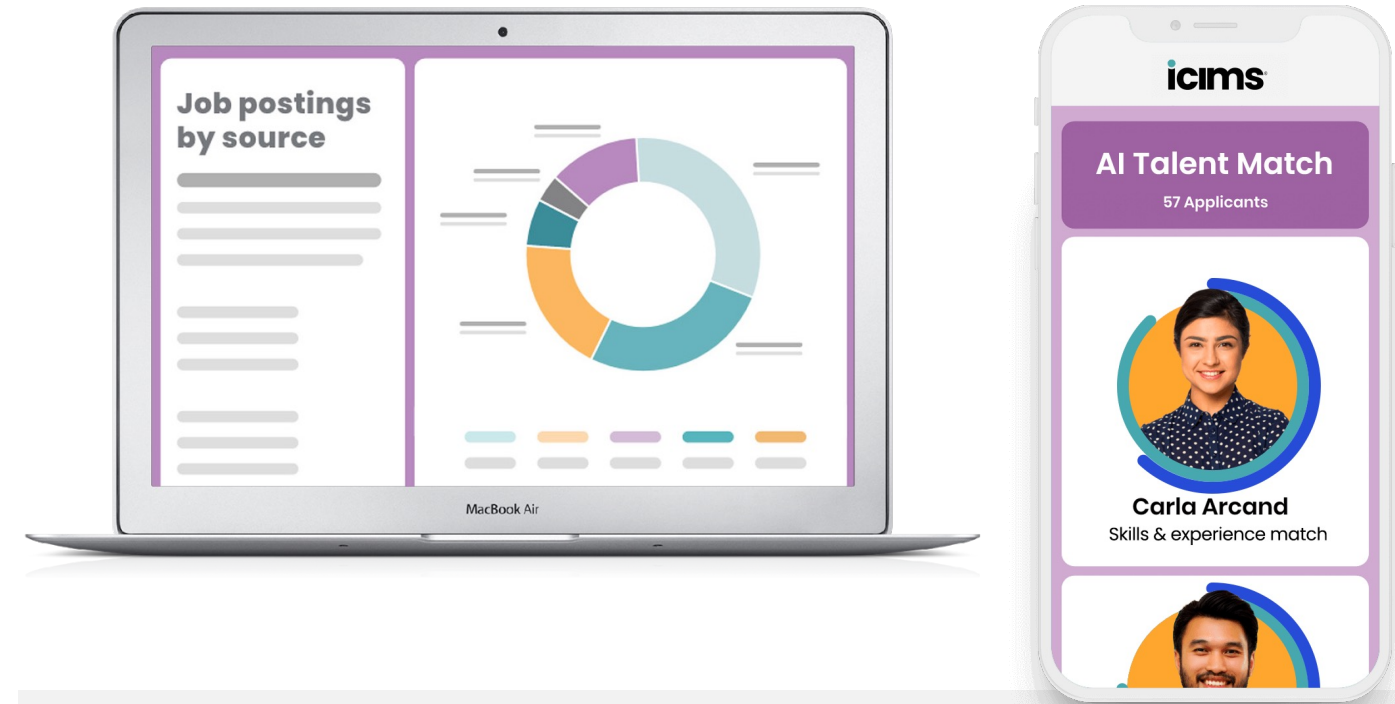 Job postings
by source
MacBook Air
icims
AI Talent Match
57 Applicants
Carla Arcand
Skills & experience match